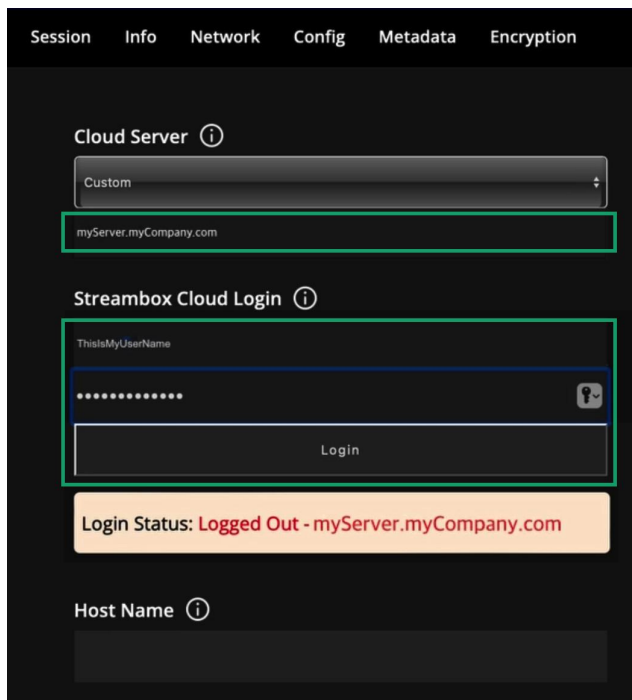 Session Info Network Config Metadata Encryption
Cloud Server
Custom
myServer.myCompany.com
Streambox Cloud Login
ThisIsMyUserName
•••••••••••••
Login
Login Status: Logged Out - myServer.myCompany.com
Host Name